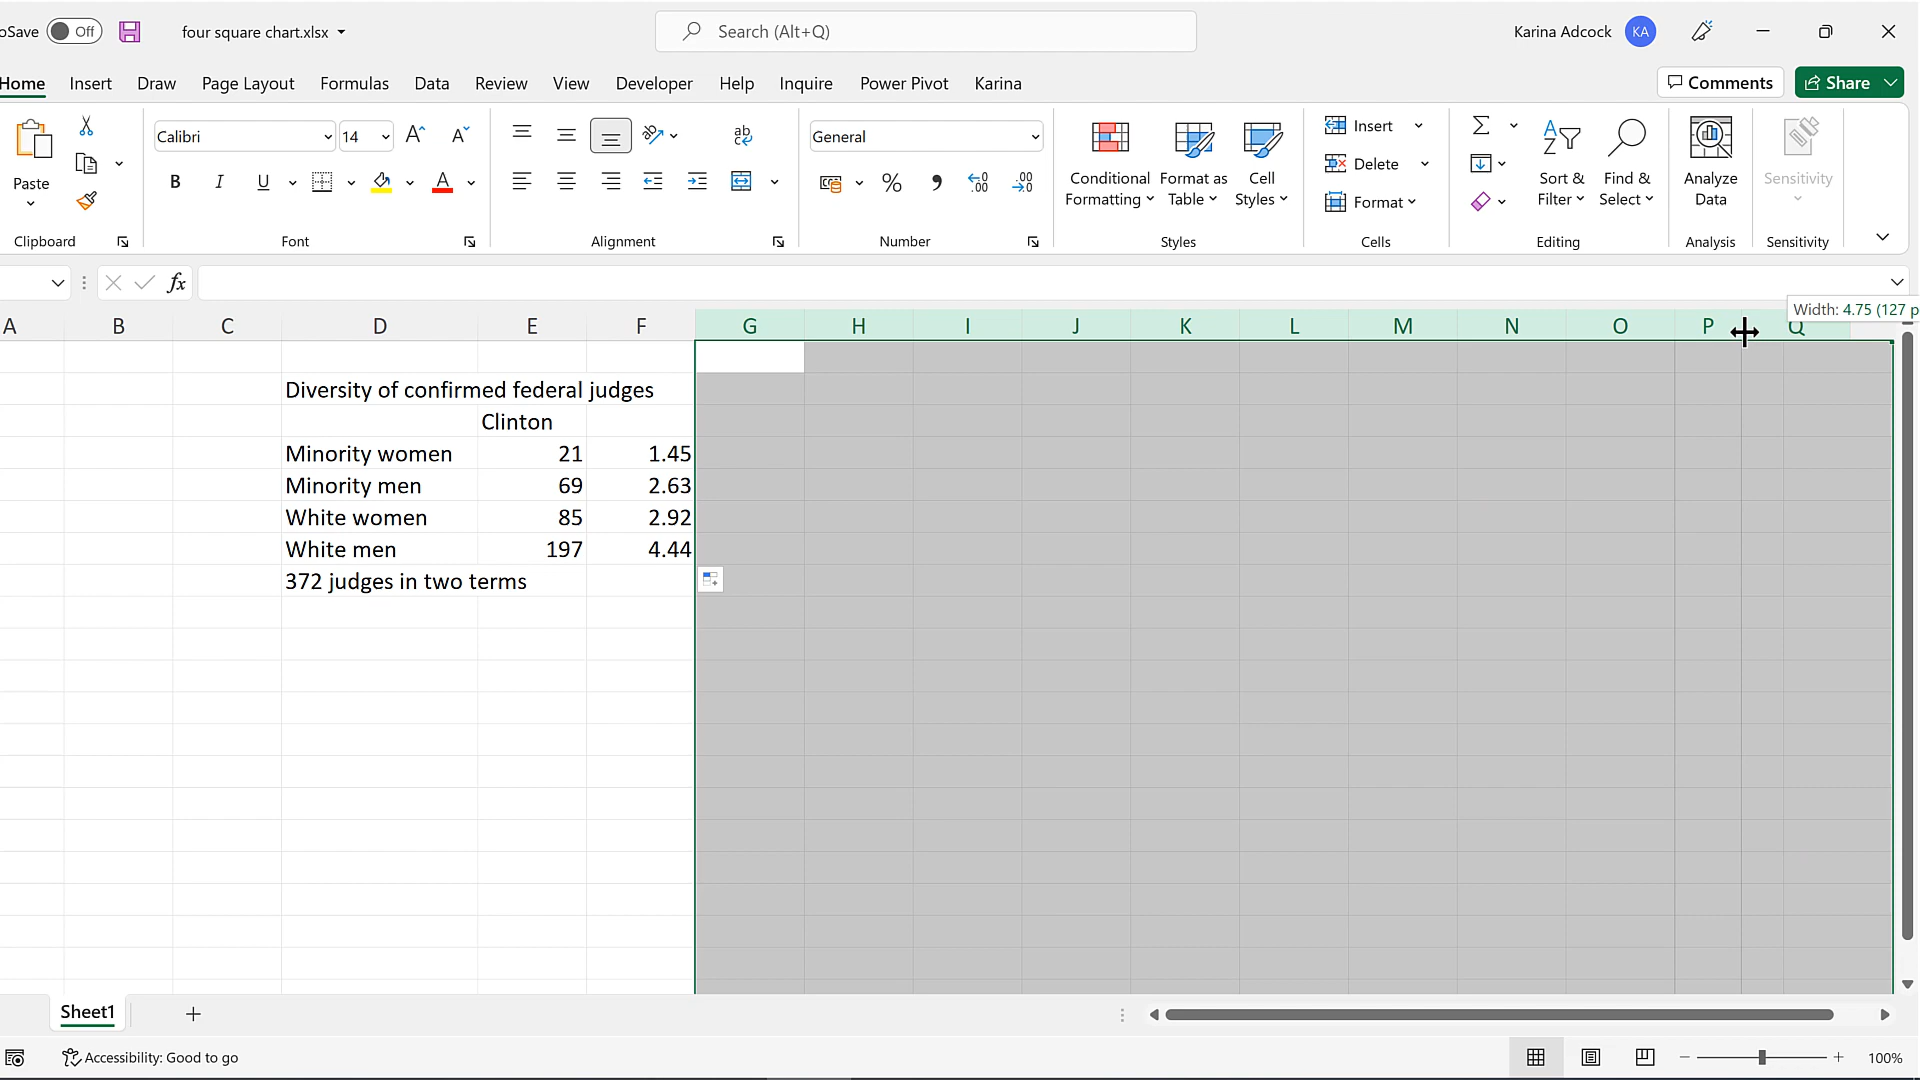 oSave Off four square chart.xlsx Search (Alt+Q) Karina Adcock KA
Home Insert Draw Page Layout Formulas Data Review View Developer Help Inquire Power Pivot Karina Comments Share
Paste
Calibri 14
B I U A
ab
General
% .00
Conditional Formatting
Format as Table
Cell Styles
Insert
Delete
Format
Sort & Filter
Find & Select
Analyze Data
Sensitivity
Clipboard Font Alignment Number Styles Cells Editing Analysis Sensitivity
fx
Width: 4.75 (127 p
A B C D E F G H I J K L M N O P Q
Diversity of confirmed federal judges
Clinton
Minority women 21 1.45
Minority men 69 2.63
White women 85 2.92
White men 197 4.44
372 judges in two terms
Sheet1
Accessibility: Good to go 100%